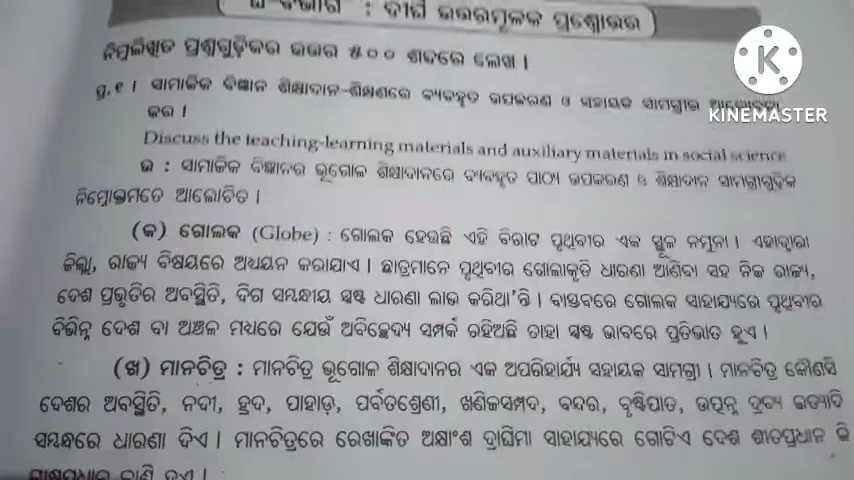 ଘ-ବିଭାଗ : ଦୀର୍ଘ ଉତ୍ତରମୂଳକ ପ୍ରଶ୍ନୋତ୍ତର
ନିମ୍ନଲିଖିତ ପ୍ରଶ୍ନଗୁଡ଼ିକର ଉତ୍ତର ୫୦୦ ଶବ୍ଦରେ ଲେଖ ।
ପ୍ର.୧ । ସାମାଜିକ ବିଜ୍ଞାନ ଶିକ୍ଷାଦାନ-ଶିକ୍ଷଣରେ ବ୍ୟବହୃତ ଉପକରଣ ଓ ସହାୟକ ସାମଗ୍ରୀର ଆଲୋଚନା
କର ।
KINEMASTER
Discuss the teaching-learning materials and auxiliary materials in social science
ଉ : ସାମାଜିକ ବିଜ୍ଞାନର ଭୂଗୋଳ ଶିକ୍ଷାଦାନରେ ବ୍ୟବହୃତ ପାଠ୍ୟ ଉପକରଣ ଓ ଶିକ୍ଷାଦାନ ସାମଗ୍ରୀଗୁଡ଼ିକ
ନିମ୍ନୋକ୍ତମତେ ଆଲୋଚିତ ।
(କ) ଗୋଲକ (Globe) : ଗୋଲକ ହେଉଛି ଏହି ବିରାଟ ପୃଥିବୀର ଏକ ସ୍ଥୂଳ ନମୁନା । ଏହାଦ୍ୱାରା
ଜିଲ୍ଲା, ରାଜ୍ୟ ବିଷୟରେ ଅଧ୍ୟୟନ କରାଯାଏ । ଛାତ୍ରମାନେ ପୃଥିବୀର ଗୋଲାକୃତି ଧାରଣା ଆଣିବା ସହ ନିଜ ରାଜ୍ୟ,
ଦେଶ ପ୍ରଭୃତିର ଅବସ୍ଥିତି, ଦିଗ ସମ୍ବନ୍ଧୀୟ ସ୍ପଷ୍ଟ ଧାରଣା ଲାଭ କରିଥା'ନ୍ତି । ବାସ୍ତବରେ ଗୋଲକ ସାହାଯ୍ୟରେ ପୃଥିବୀର
ବିଭିନ୍ନ ଦେଶ ବା ଅଞ୍ଚଳ ମଧ୍ୟରେ ଯେଉଁ ଅବିଚ୍ଛେଦ୍ୟ ସମ୍ପର୍କ ରହିଅଛି ତାହା ସ୍ପଷ୍ଟ ଭାବରେ ପ୍ରତିଭାତ ହୁଏ ।
(ଖ) ମାନଚିତ୍ର : ମାନଚିତ୍ର ଭୂଗୋଳ ଶିକ୍ଷାଦାନର ଏକ ଅପରିହାର୍ଯ୍ୟ ସହାୟକ ସାମଗ୍ରୀ । ମାନଚିତ୍ର କୌଣସି
ଦେଶର ଅବସ୍ଥିତି, ନଦୀ, ହ୍ରଦ, ପାହାଡ଼, ପର୍ବତଶ୍ରେଣୀ, ଖଣିଜସମ୍ପଦ, ବନ୍ଦର, ବୃଷ୍ଟିପାତ, ଉତ୍ପନ୍ନ ଦ୍ରବ୍ୟ ଇତ୍ୟାଦି
ସମ୍ବନ୍ଧରେ ଧାରଣା ଦିଏ । ମାନଚିତ୍ରରେ ରେଖାଙ୍କିତ ଅକ୍ଷାଂଶ ଦ୍ରାଘିମା ସାହାଯ୍ୟରେ ଗୋଟିଏ ଦେଶ ଶୀତପ୍ରଧାନ କି
ଜାଣି ହୁଏ ।